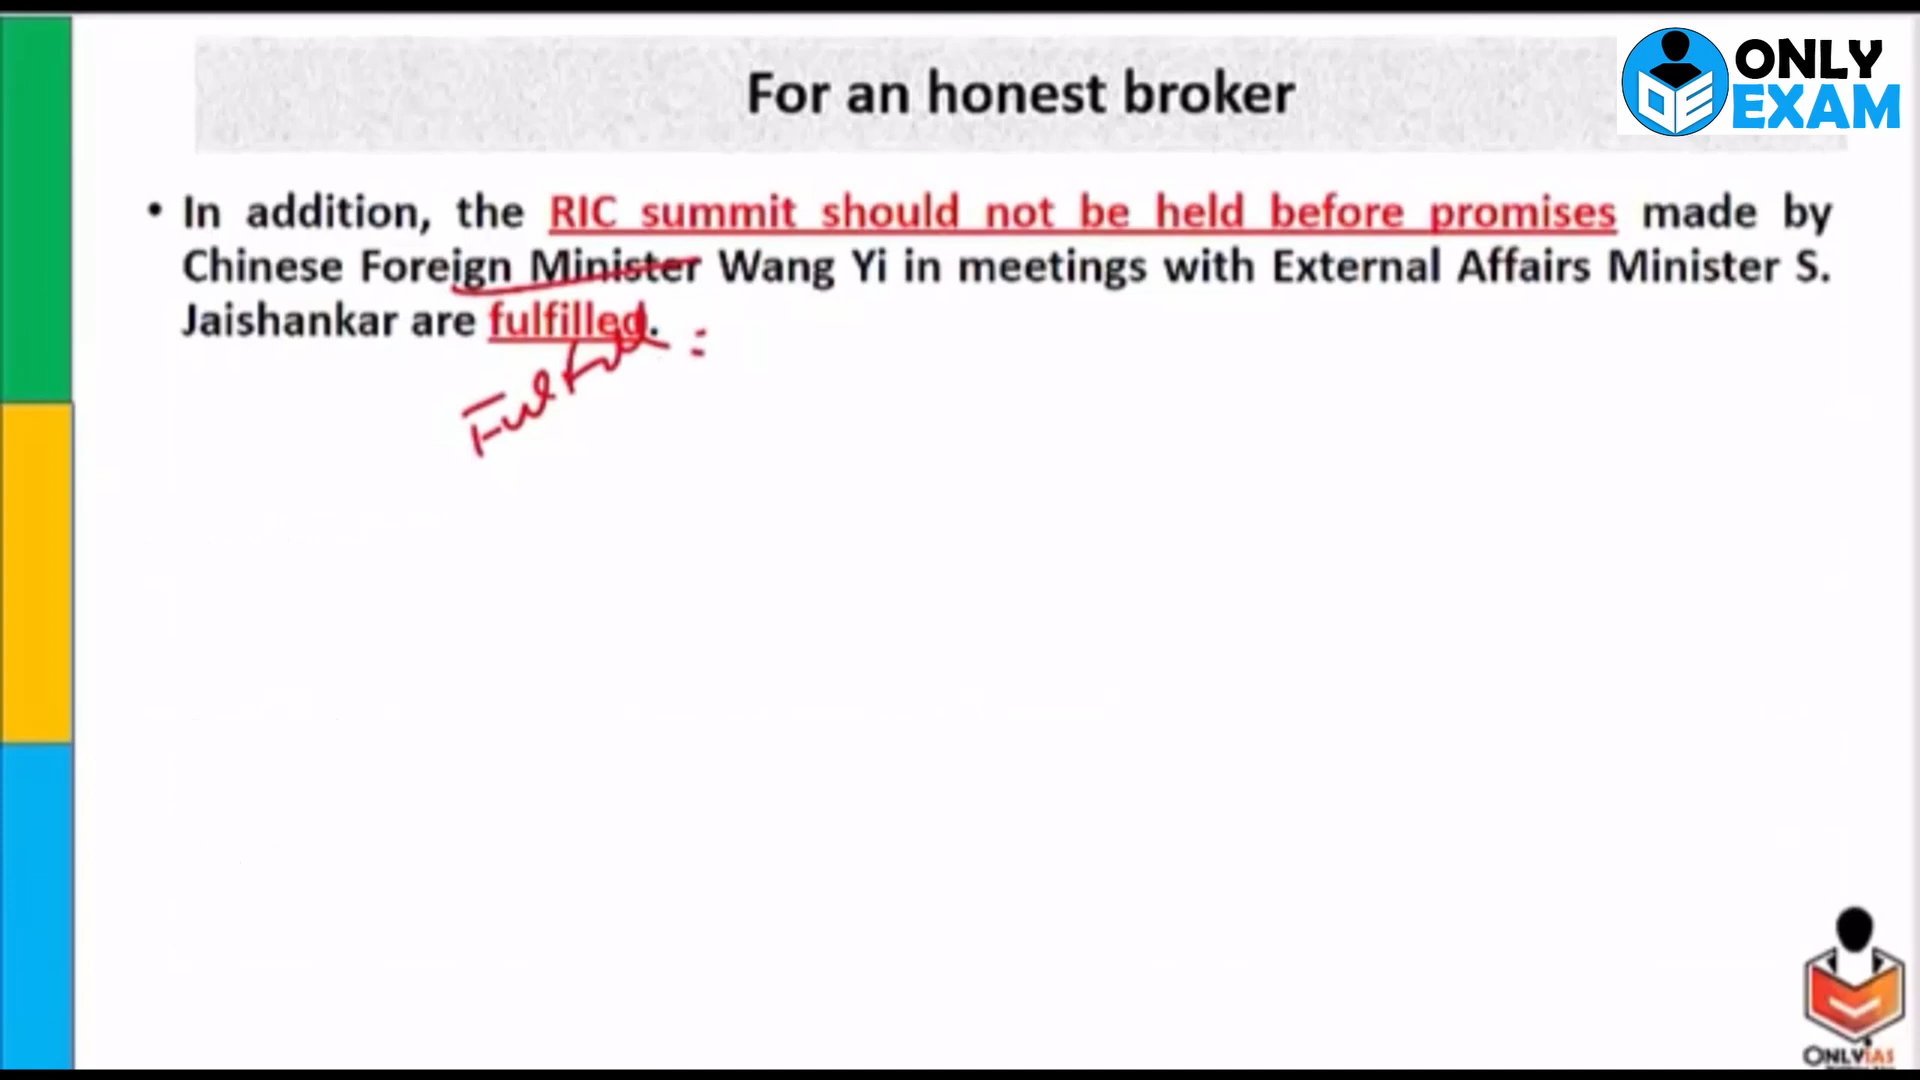 For an honest broker
ONLY
EXAM
• In addition, the RIC summit should not be held before promises made by
Chinese Foreign Minister Wang Yi in meetings with External Affairs Minister S.
Jaishankar are fulfilled.
ONLYIAS